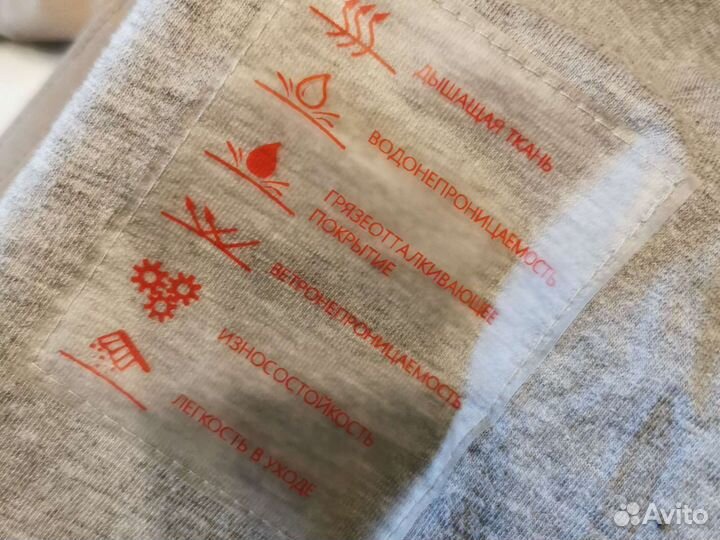 ДЫШАЩАЯ ТКАНЬ
ВОДОНЕПРОНИЦАЕМОСТЬ
ГРЯЗЕОТТАЛКИВАЮЩЕЕ
ПОКРЫТИЕ
ВЕТРОНЕПРОНИЦАЕМОСТЬ
ИЗНОСОСТОЙКОСТЬ
ЛЕГКОСТЬ В УХОДЕ
Avito